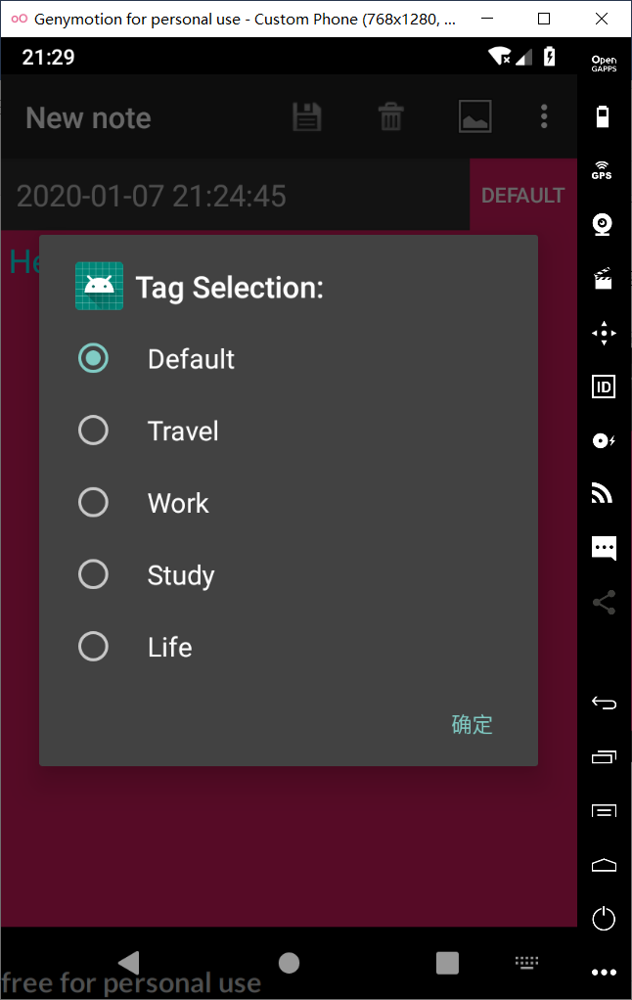 Genymotion for personal use - Custom Phone (768x1280, ...
21:29
Open
GAPPS
New note
GPS
2020-01-07 21:24:45
DEFAULT
He
Tag Selection:
Default
Travel
ID
Work
Study
Life
确定
free for personal use